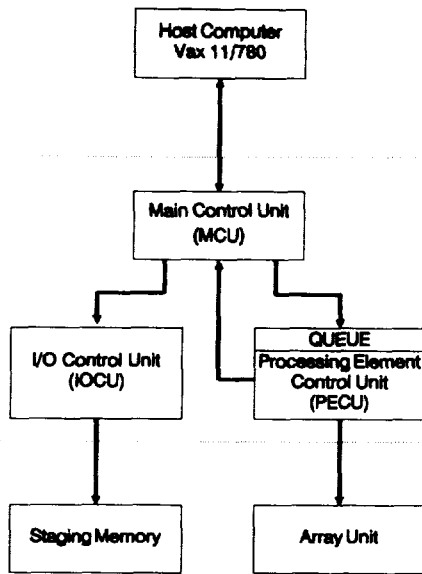 Host Computer
Vax 11/780
Main Control Unit
(MCU)
I/O Control Unit
(IOCU)
QUEUE
Processing Element
Control Unit
(PECU)
Staging Memory
Array Unit